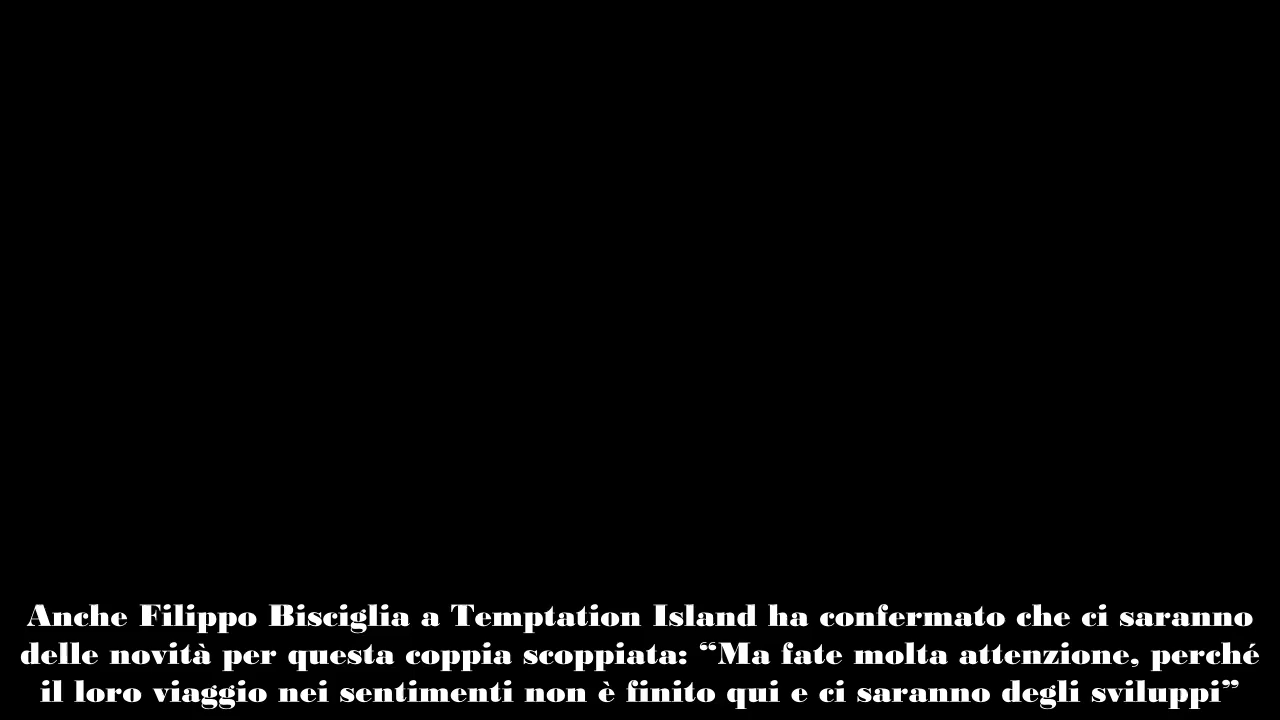 Anche Filippo Bisciglia a Temptation Island ha confermato che ci saranno
delle novità per questa coppia scoppiata: “Ma fate molta attenzione, perché
il loro viaggio nei sentimenti non è finito qui e ci saranno degli sviluppi”